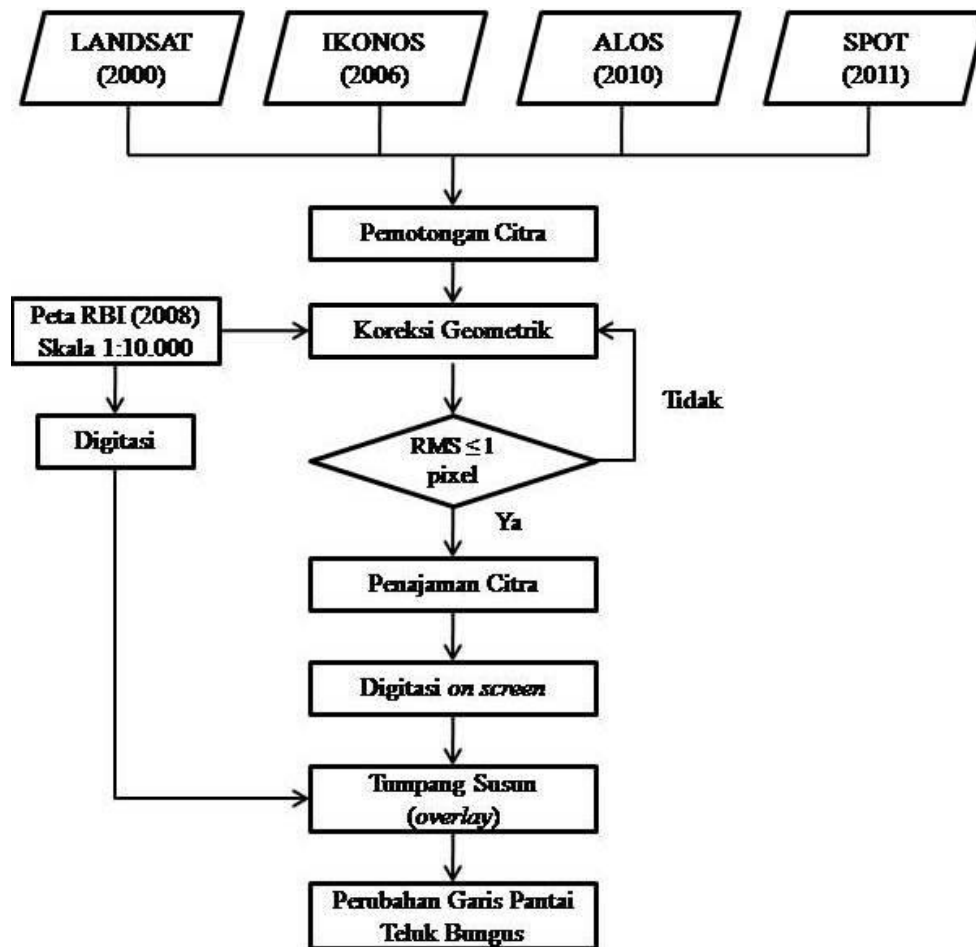 LANDSAT
(2000)
IKONOS
(2006)
ALOS
(2010)
SPOT
(2011)
Pemotongan Citra
Peta RBI (2008)
Skala 1:10.000
Koreksi Geometrik
Tidak
Digitasi
RMS ≤ 1
pixel
Ya
Penajaman Citra
Digitasi on screen
Tumpang Susun
(overlay)
Perubahan Garis Pantai
Teluk Bungus